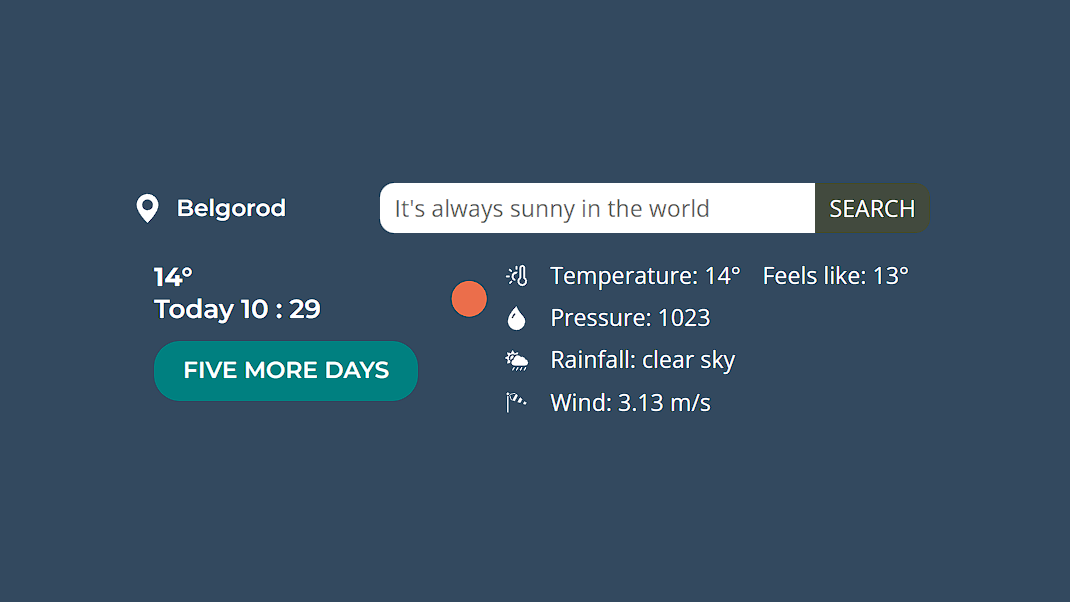 Belgorod
It's always sunny in the world
SEARCH
14°
Today 10 : 29
FIVE MORE DAYS
Temperature: 14° Feels like: 13°
Pressure: 1023
Rainfall: clear sky
Wind: 3.13 m/s